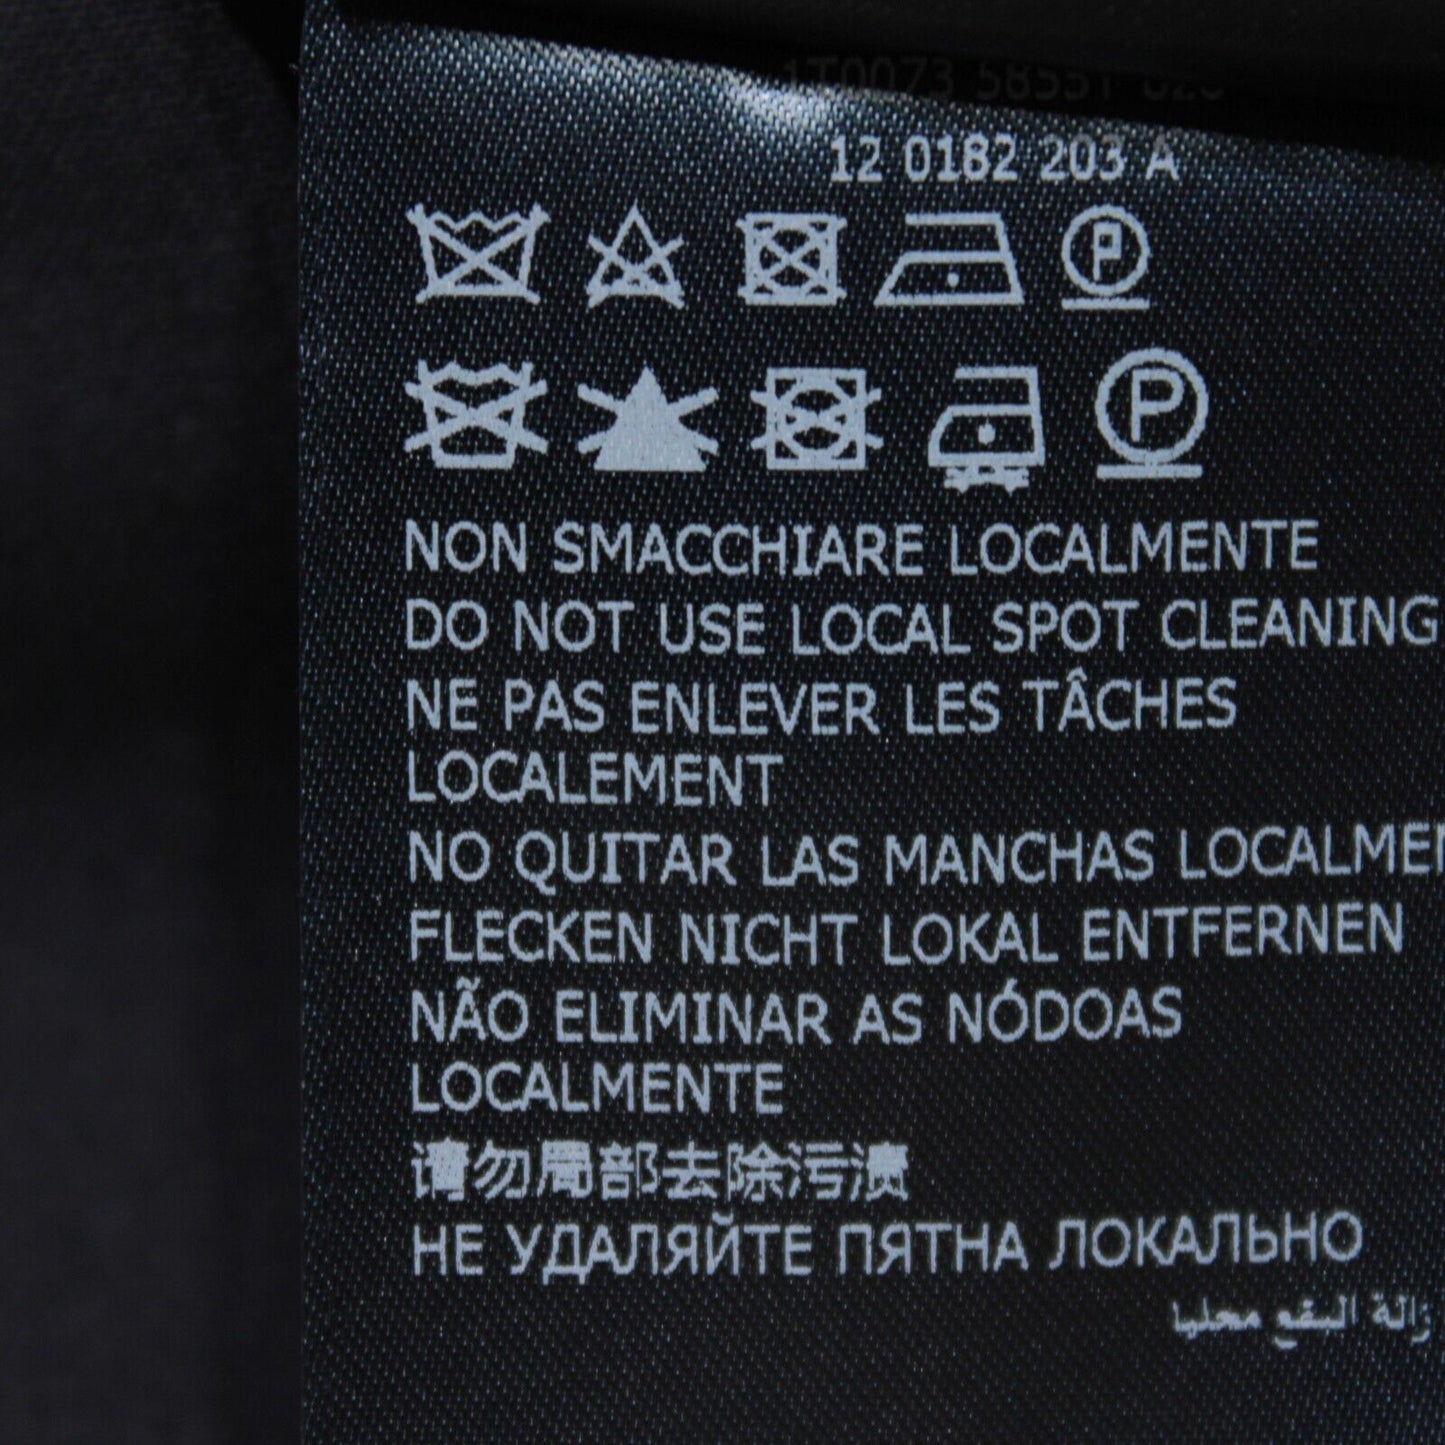 1T0073 58551
12 0182 203 A
P
P
NON SMACCHIARE LOCALMENTE
DO NOT USE LOCAL SPOT CLEANING
NE PAS ENLEVER LES TÂCHES
LOCALEMENT
NO QUITAR LAS MANCHAS
FLECKEN NICHT LOKAL ENTFERNEN
NÃO ELIMINAR AS NÓDOAS
LOCALMENTE
请勿局部去除污渍
НЕ УДАЛЯЙТЕ ПЯТНА ЛОКАЛЬНО
البقع محليا